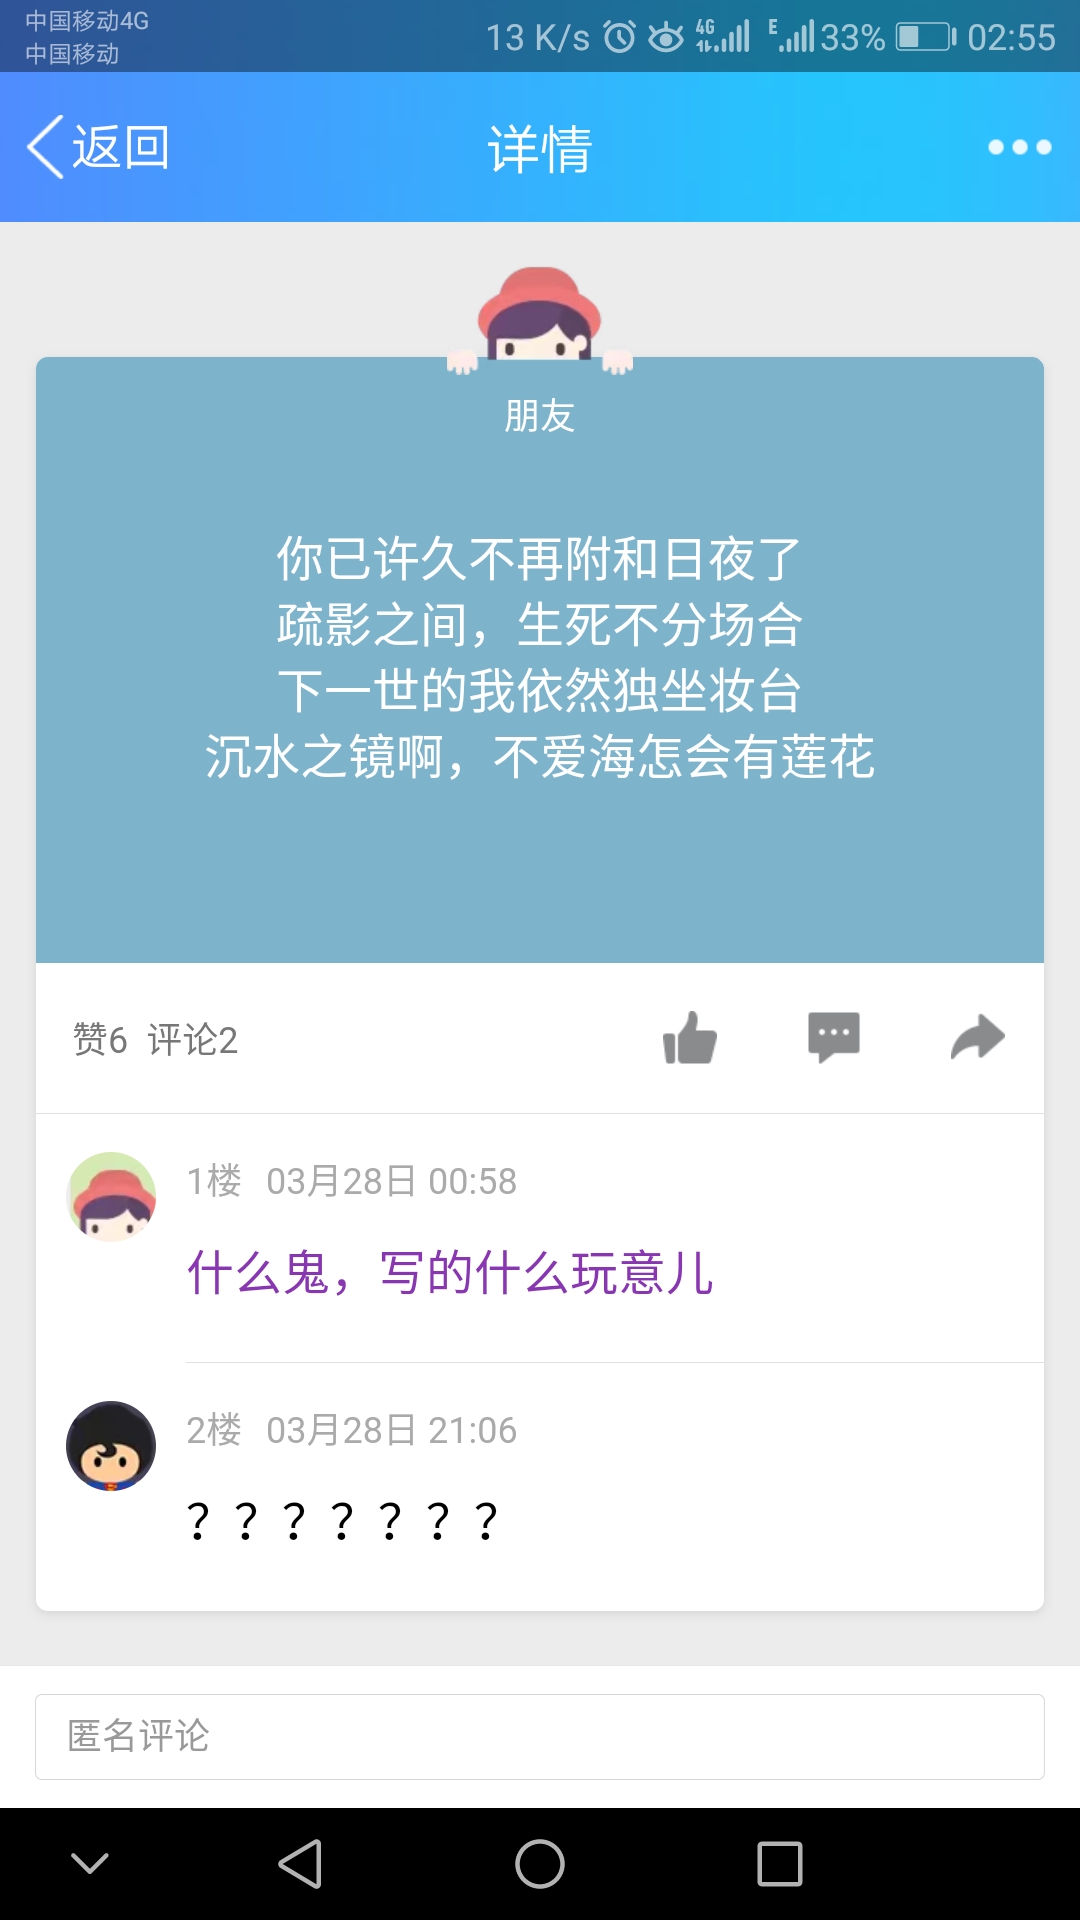 中国移动4G
中国移动
13 K/s 4G E 33% 02:55
返回 详情
朋友
你已许久不再附和日夜了
疏影之间，生死不分场合
下一世的我依然独坐妆台
沉水之镜啊，不爱海怎会有莲花
赞6 评论2
1楼 03月28日 00:58
什么鬼，写的什么玩意儿
2楼 03月28日 21:06
？？？？？？？
匿名评论